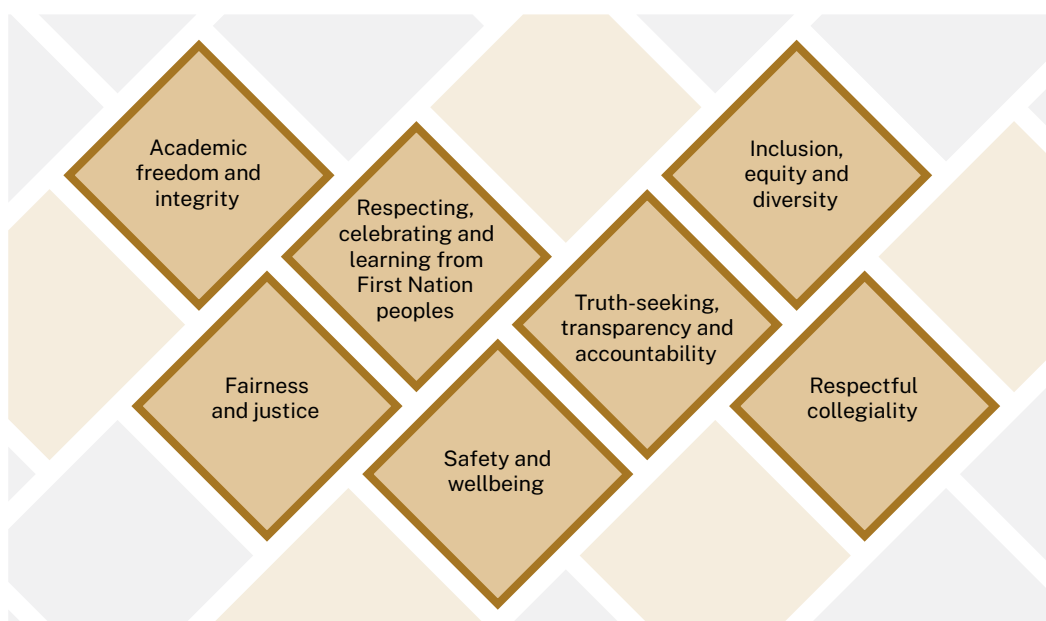 Academic
freedom and
integrity
Respecting,
celebrating and
learning from
First Nation
peoples
Inclusion,
equity and
diversity
Truth-seeking,
transparency and
accountability
Fairness
and justice
Safety and
wellbeing
Respectful
collegiality